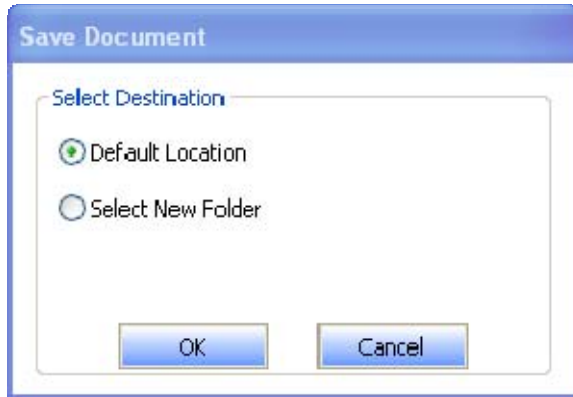 Save Document
Select Destination
Default Location
Select New Folder
OK Cancel